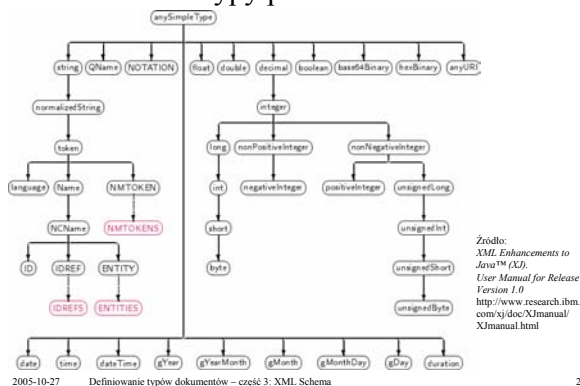 anySimpleType
string QName NOTATION float double decimal boolean base64Binary hexBinary anyURI
normalizedString integer
token long nonPositiveInteger nonNegativeInteger
language Name NMTOKEN int negativeInteger positiveInteger unsignedLong
NCName NMTOKENS short unsignedInt
ID IDREF ENTITY byte unsignedShort
IDREFS ENTITIES unsignedByte
date time dateTime gYear gYearMonth gMonth gMonthDay gDay duration
Źródło:
XML Enhancements to
Java™ (XJ).
User Manual for Release
Version 1.0
http://www.research.ibm.
com/xj/doc/XJmanual/
XJmanual.html
2005-10-27 Definiowanie typów dokumentów – część 3: XML Schema 2